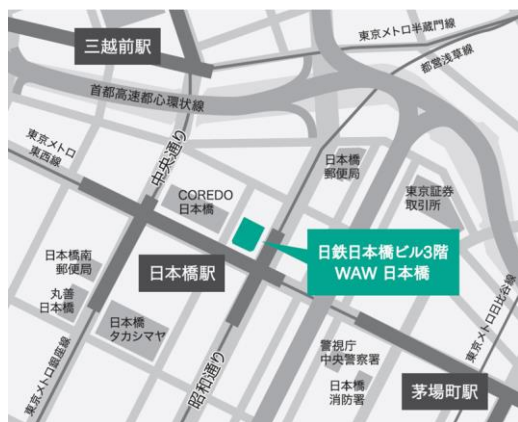 三越前駅
東京メトロ半蔵門線
都営浅草線
首都高速都心環状線
東京メトロ
東西線
中央通り
COREDO
日本橋
日本橋
郵便局
東京証券
取引所
日鉄日本橋ビル3階
WAW 日本橋
日本橋南
郵便局
日本橋駅
丸善
日本橋
日本橋
タカシマヤ
東京メトロ銀座線
昭和通り
警視庁
中央警察署
日本橋
消防署
東京メトロ日比谷線
茅場町駅